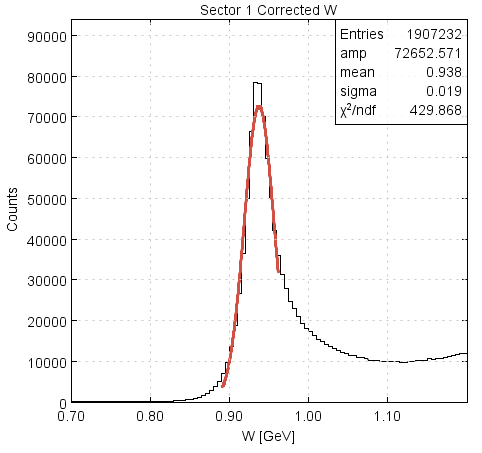 Sector 1 Corrected W
Entries 1907232
amp 72652.571
mean 0.938
sigma 0.019
χ²/ndf 429.868
90000
80000
70000
60000
50000
40000
30000
20000
10000
0
Counts
0.70 0.80 0.90 1.00 1.10
W [GeV]